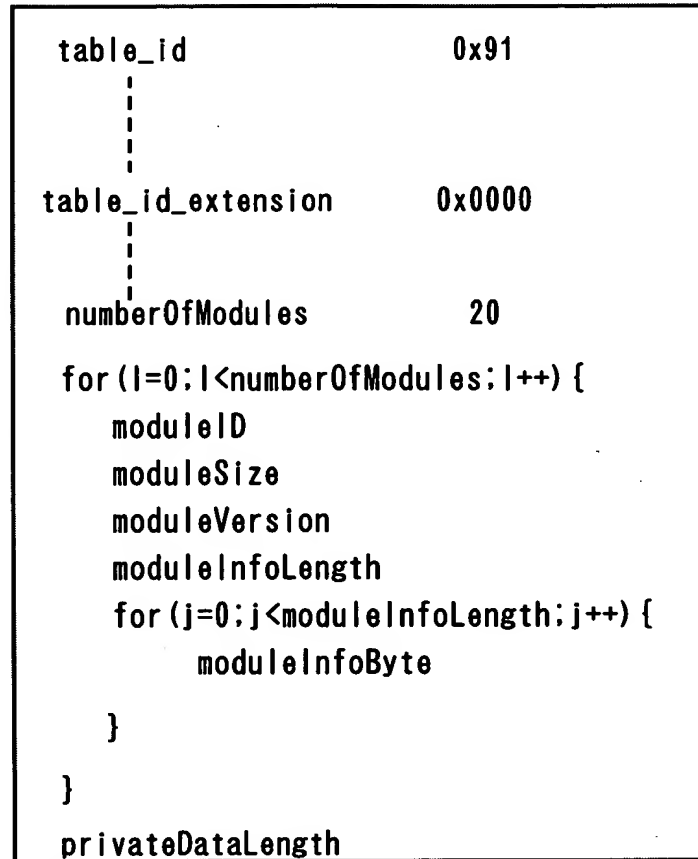 table_id 0x91
table_id_extension 0x0000
numberOfModules 20
for(I=0;I<numberOfModules;I++){
moduleID
moduleSize
moduleVersion
moduleInfoLength
for(j=0;j<moduleInfoLength;j++){
moduleInfoByte
}
}
privateDataLength